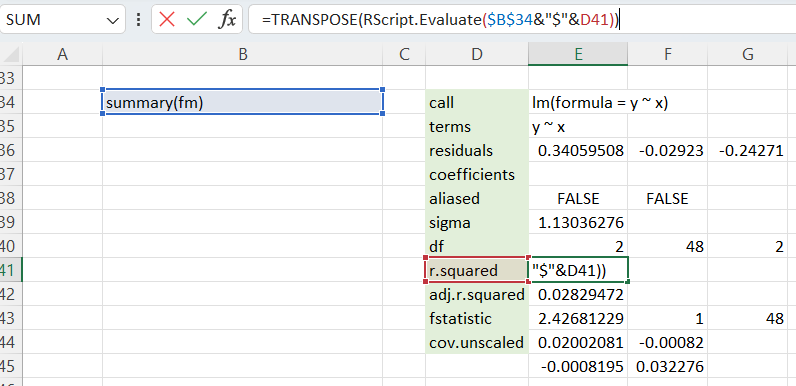 SUM =TRANSPOSE(RScript.Evaluate($B$34&"$"&D41))
A B C D E F G
33
34 summary(fm) call lm(formula = y ~ x)
35 terms y ~ x
36 residuals 0.34059508 -0.02923 -0.24271
37 coefficients
38 aliased FALSE FALSE
39 sigma 1.13036276
40 df 2 48 2
41 r.squared "$"&D41))
42 adj.r.squared 0.02829472
43 fstatistic 2.42681229 1 48
44 cov.unscaled 0.02002081 -0.00082
45 -0.0008195 0.032276